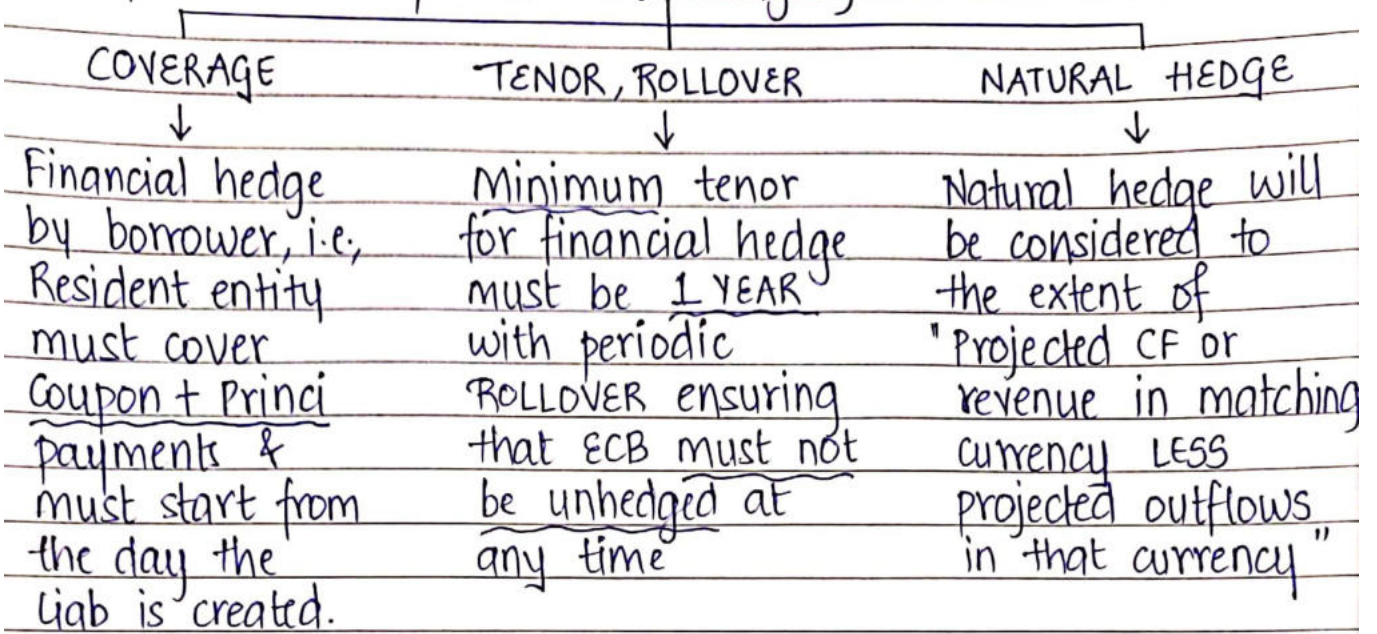 COVERAGE
TENOR, ROLLOVER
NATURAL HEDGE
Financial hedge
by borrower, i.e.,
Resident entity
must cover
Coupon + Princi
payments &
must start from
the day the
Liab is created.
Minimum tenor
for financial hedge
must be 1 YEAR
with periodic
ROLLOVER ensuring
that ECB must not
be unhedged at
any time
Natural hedge will
be considered to
the extent of
"Projected CF or
revenue in matching
currency LESS
projected outflows
in that currency"